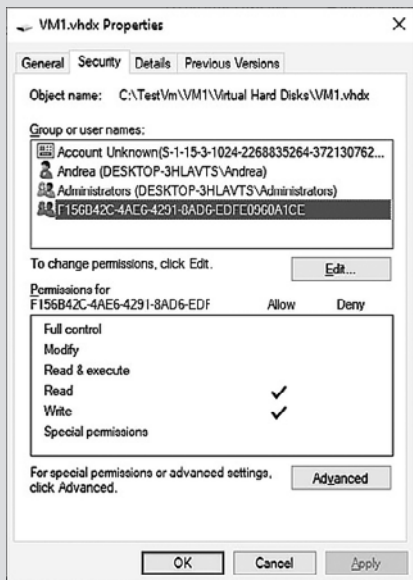 VM1.vhdx Properties
General Security Details Previous Versions
Object name: C:\TestVm\VM1\Virtual Hard Disks\VM1.vhdx
Group or user names:
Account Unknown(S-1-15-3-1024-2268835264-372130762...
Andrea (DESKTOP-3HLAVTS\Andrea)
Administrators (DESKTOP-3HLAVTS\Administrators)
F156B42C-4AE6-4291-8AD6-EDFE0960A1CE
To change permissions, click Edit.
Edit...
Permissions for
F156B42C-4AE6-4291-8AD6-EDF Allow Deny
Full control
Modify
Read & execute
Read
Write
Special permissions
For special permissions or advanced settings,
click Advanced.
Advanced
OK Cancel Apply